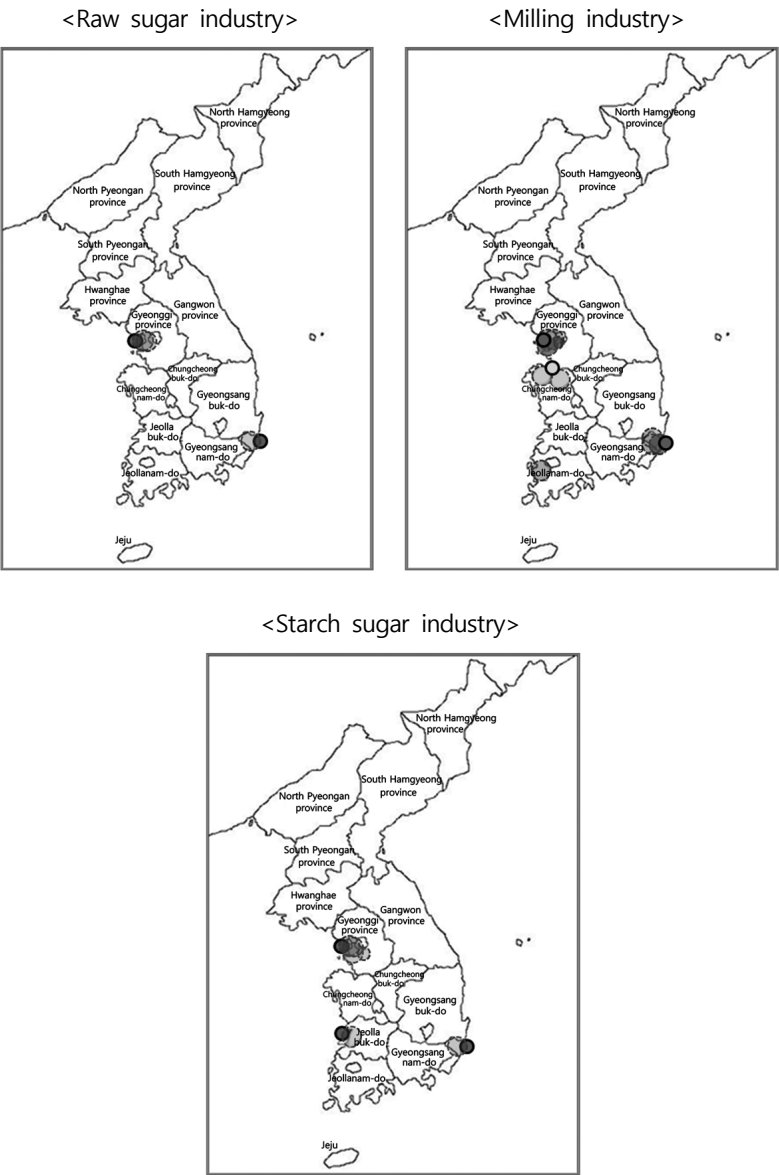 <Raw sugar industry>
North Hamgyeong
province
South Hamgyeong
province
North Pyeongan
province
South Pyeongan
province
Hwanghae
province
Gangwon
province
Gyeonggi
province
Chungcheong
buk-do
Chungcheong
nam-do
Gyeongsang
buk-do
Jeolla
buk-do
Gyeongsang
nam-do
Jeollanam-do
Jeju
<Milling industry>
North Hamgyeong
province
South Hamgyeong
province
North Pyeongan
province
South Pyeongan
province
Hwanghae
province
Gangwon
province
Gyeonggi
province
Chungcheong
buk-do
Chungcheong
nam-do
Gyeongsang
buk-do
Jeolla
buk-do
Gyeongsang
nam-do
Jeollanam-do
Jeju
<Starch sugar industry>
North Hamgyeong
province
South Hamgyeong
province
North Pyeongan
province
South Pyeongan
province
Hwanghae
province
Gangwon
province
Gyeonggi
province
Chungcheong
buk-do
Chungcheong
nam-do
Gyeongsang
buk-do
Jeolla
buk-do
Gyeongsang
nam-do
Jeollanam-do
Jeju